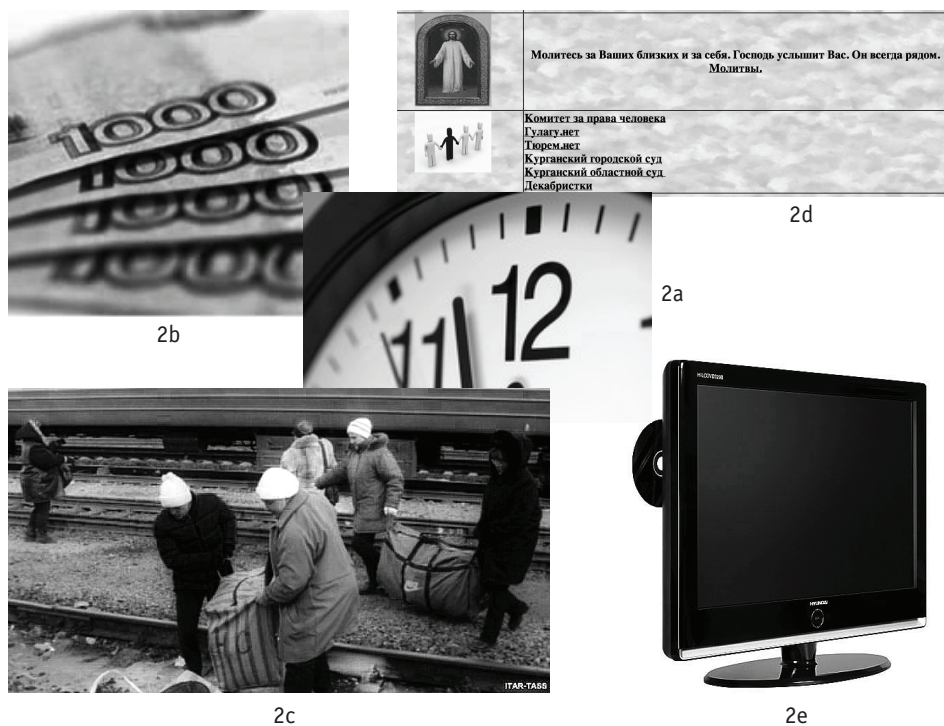 1000
1000
1000
1000
2b
Молитесь за Ваших близких и за себя. Господь услышит Вас. Он всегда рядом.
Молитвы.
Комитет за права человека
Гулагу.нет
Тюрем.нет
Курганский городской суд
Курганский областной суд
Декабристки
2d
12
11
2a
ITAR-TASS
2c
HYUNDAI
2e